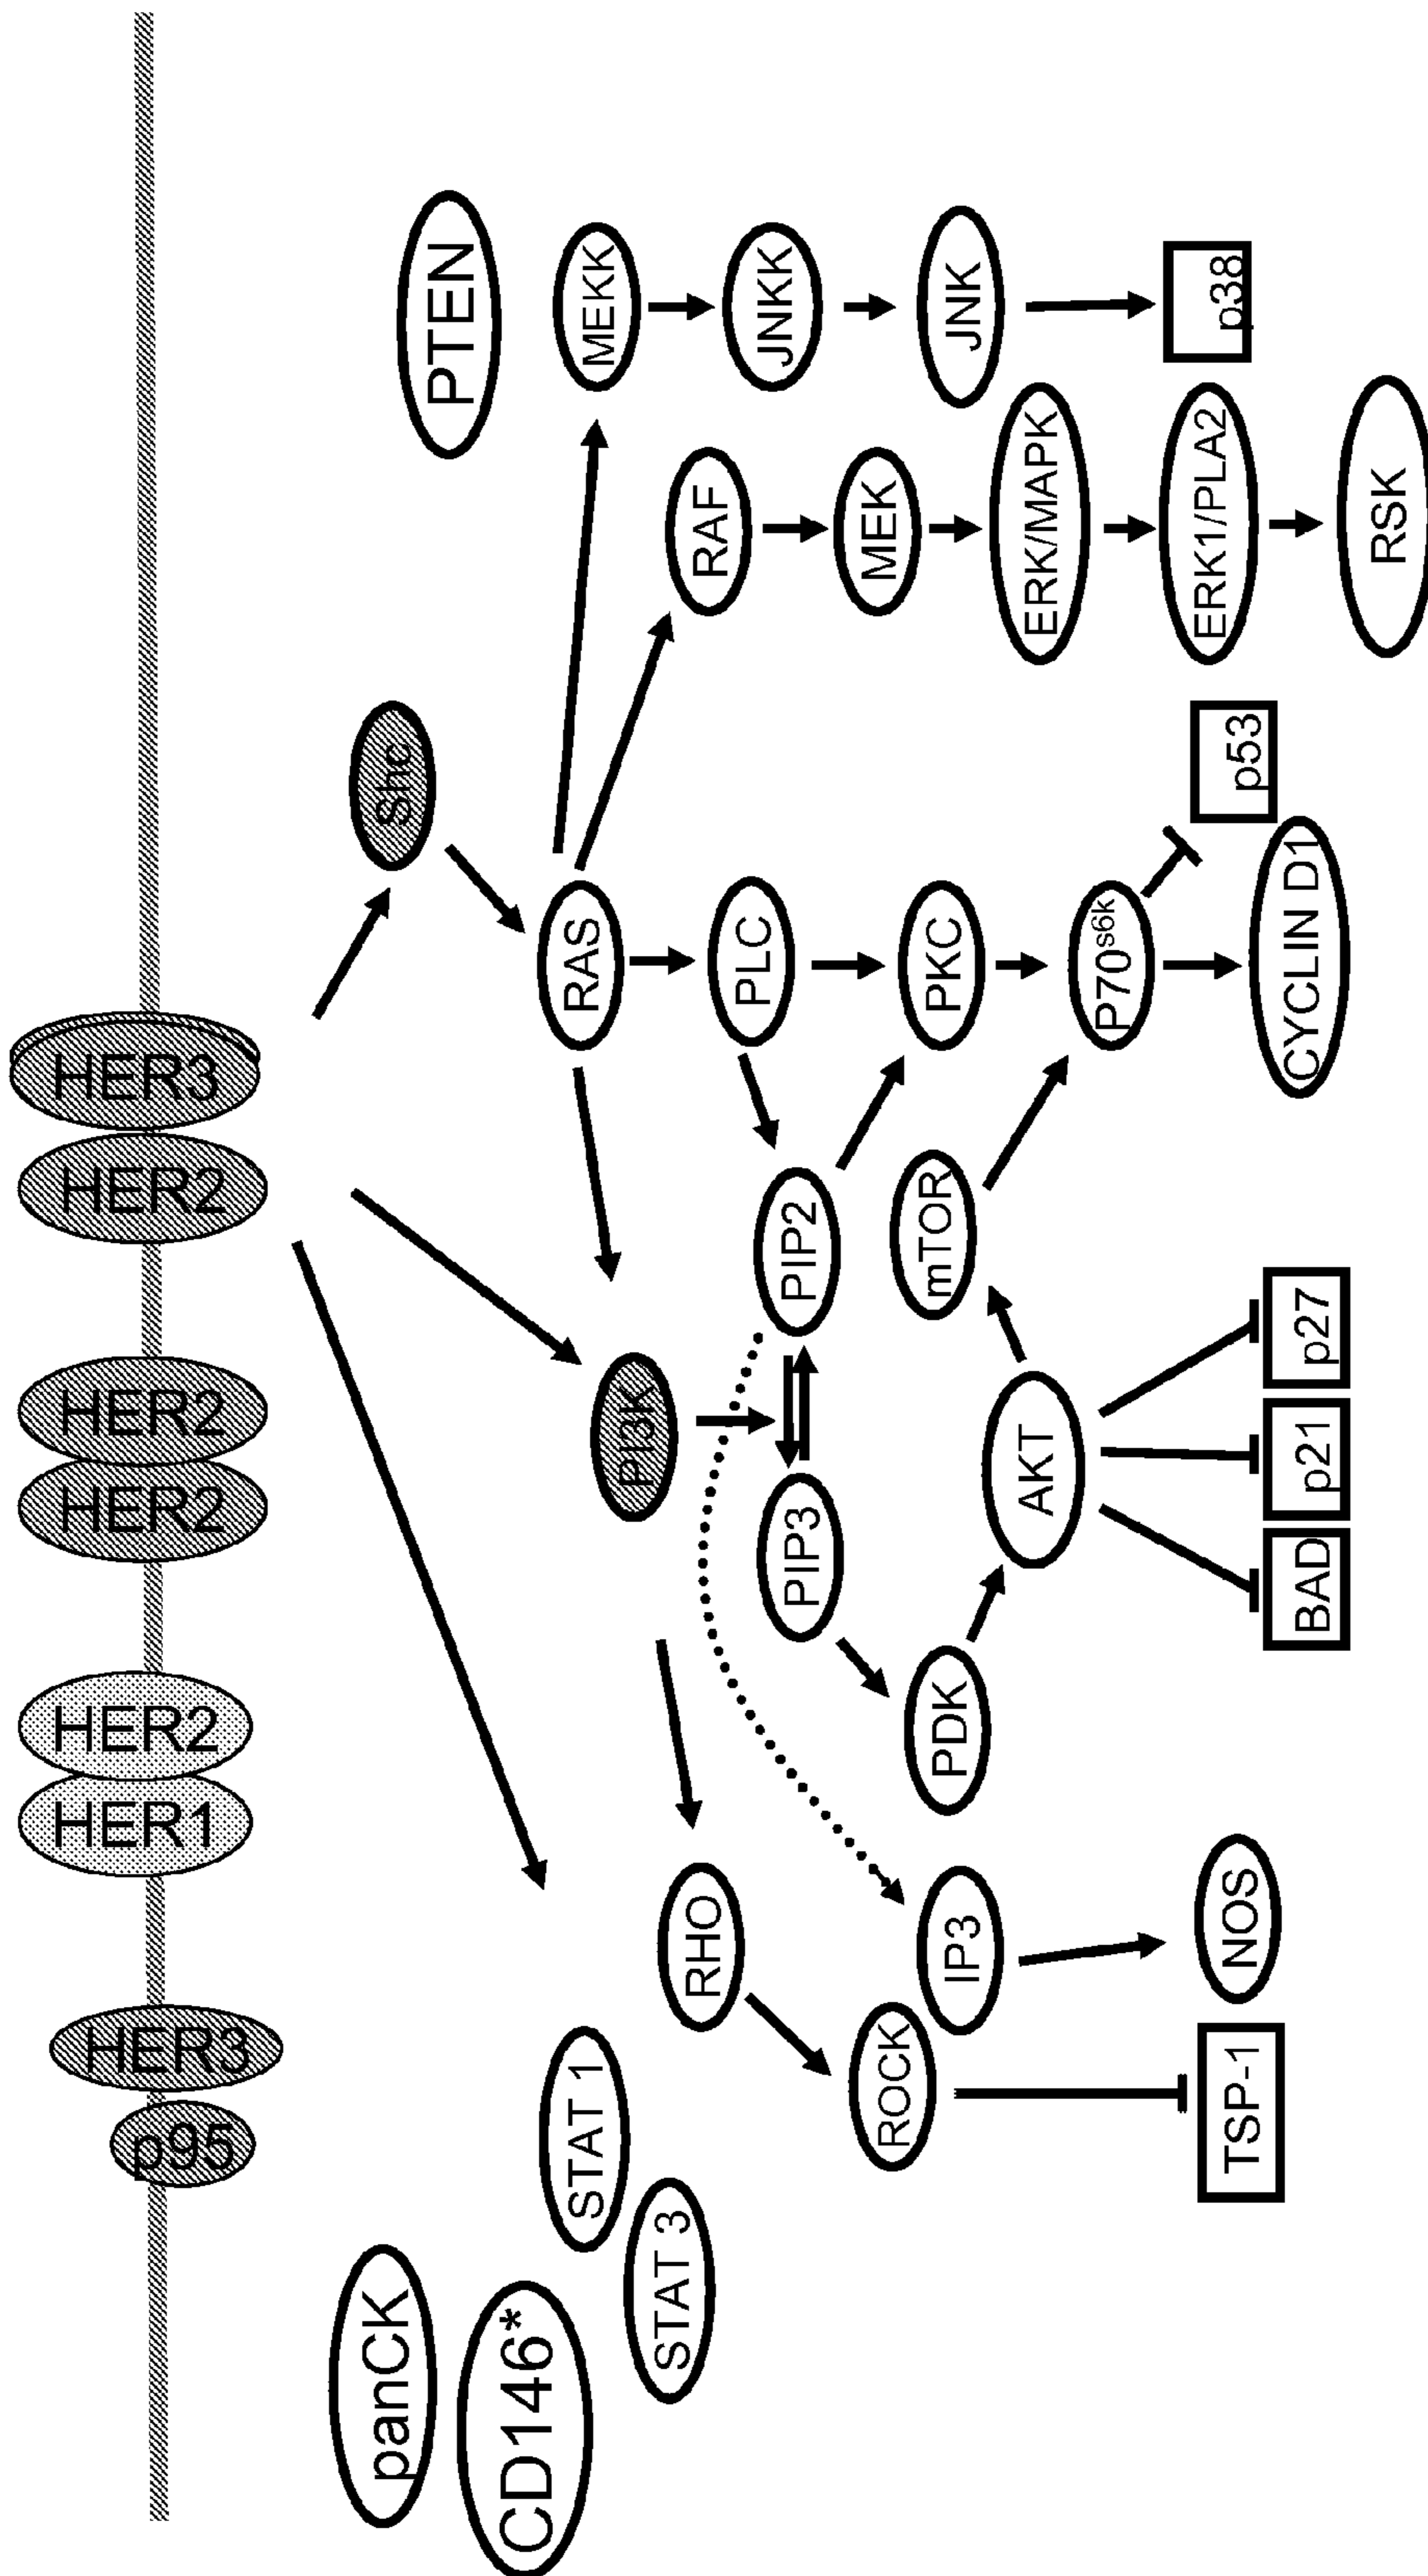 p95
HER3
HER1
HER2
HER2
HER2
HER2
HER3
panCK
CD146*
STAT 1
STAT 3
Shc
PTEN
PI3K
RAS
MEKK
RHO
PIP3
PIP2
PLC
RAF
JNKK
ROCK
IP3
PDK
AKT
mTOR
PKC
MEK
JNK
P70s6k
ERK/MAPK
ERK1/PLA2
p38
TSP-1
NOS
BAD
p21
p27
CYCLIN D1
p53
RSK